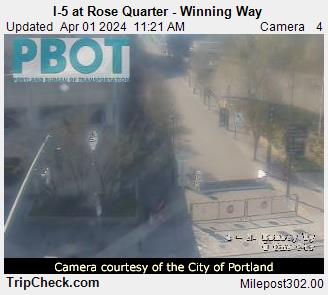 I-5 at Rose Quarter - Winning Way
Updated Apr 01 2024 11:21 AM Camera 4
PBOT
PORTLAND BUREAU OF TRANSPORTATION
Camera courtesy of the City of Portland
TripCheck.com Milepost302.00